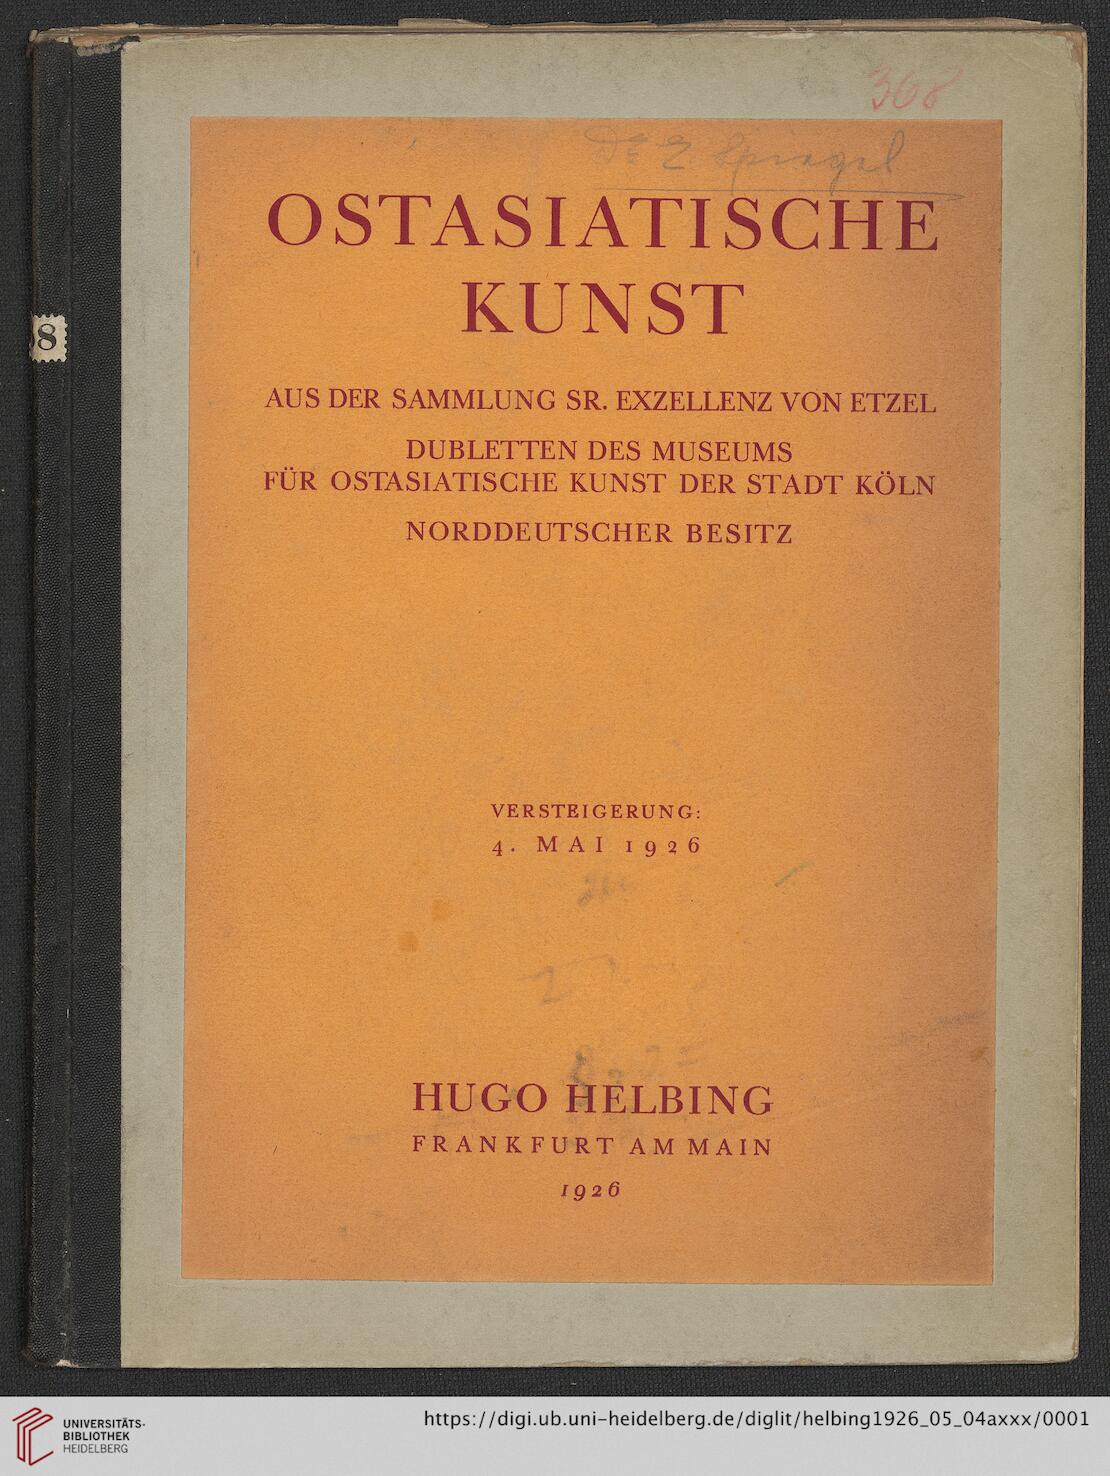 368
Dr. E. Spiegel
OSTASIATISCHE
KUNST
8
AUS DER SAMMLUNG SR. EXZELLENZ VON ETZEL
DUBLETTEN DES MUSEUMS
FÜR OSTASIATISCHE KUNST DER STADT KÖLN
NORDDEUTSCHER BESITZ
VERSTEIGERUNG:
4. MAI 1926
HUGO HELBING
FRANKFURT AM MAIN
1926
UNIVERSITÄTS-
BIBLIOTHEK
HEIDELBERG
https://digi.ub.uni-heidelberg.de/diglit/helbing1926_05_04axxx/0001